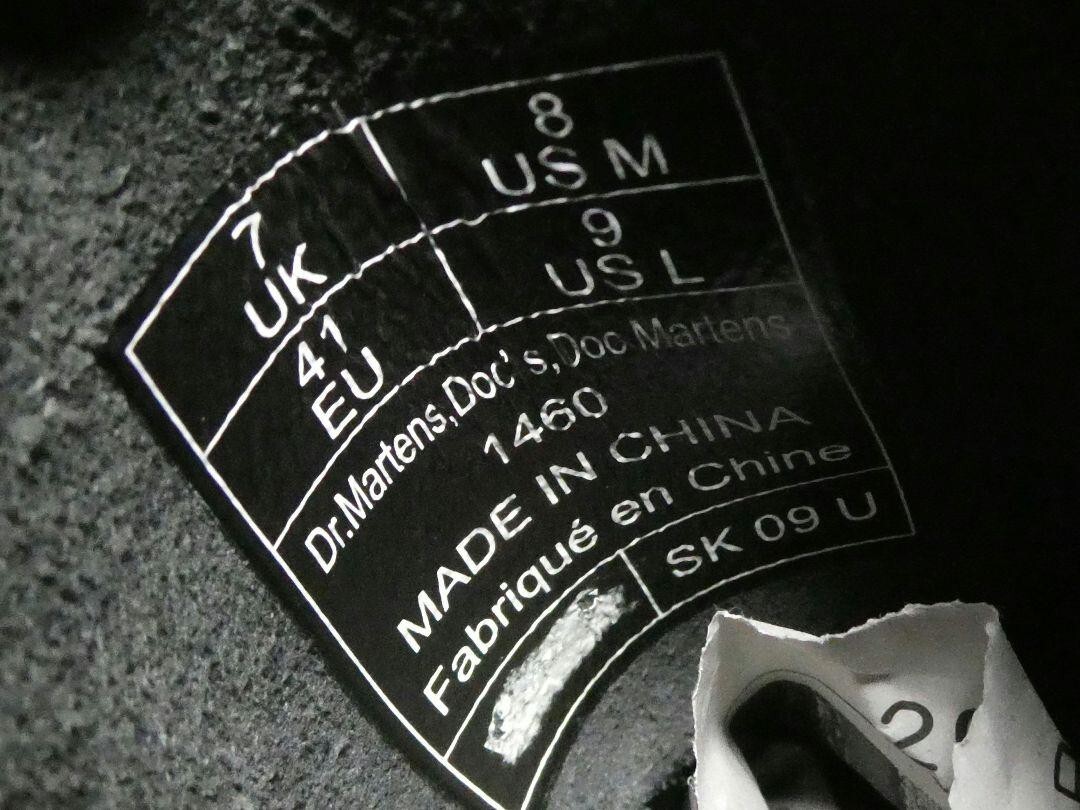 7
UK
8
US M
41
EU
9
US L
Dr.Martens,Doc's,Doc Martens
1460
MADE IN CHINA
Fabriqué en Chine
SK 09 U
2